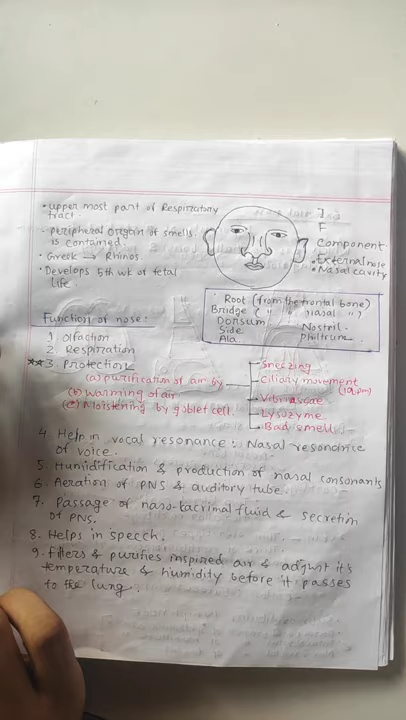 • upper most part of Respiratory
tract.
• peripheral origin of smells
is contained.
• Greek → Rhinos.
• Develops 5th wk of fetal
life.
7
F
Component
• External nose
• Nasal cavity
Root (from the frontal bone)
Bridge ( " " nasal ")
Dorsum
Side
Ala
Nostril.
philtrum.
Function of nose:
1 Olfaction
2 Respiration
3 Protection
(a) purification of air by
(b) warming of air
(c) Moistening by goblet cell.
Sneezing
Ciliary movement
Vibrissae
Lysozyme
Bad smell
4. Help in vocal resonance: Nasal resonance
of voice.
5. Humidification & production of nasal consonants
6. Aeration of PNS & auditory tube.
7. Passage of naso-lacrimal fluid & secretion
of PNS.
8. Helps in speech.
9. filters & purifies inspired air & adjust it's
temperature & humidity before it passes
to the lung.